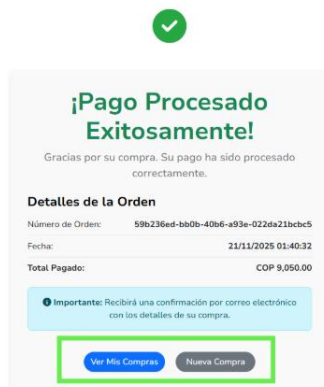 ¡Pago Procesado
Exitosamente!
Gracias por su compra. Su pago ha sido procesado
correctamente.
Detalles de la Orden
Número de Orden: 59b236ed-bb0b-40b6-a93e-022da21bcbc5
Fecha: 21/11/2025 01:40:32
Total Pagado: COP 9,050.00
Importante: Recibirá una confirmación por correo electrónico
con los detalles de su compra.
Ver Mis Compras Nueva Compra